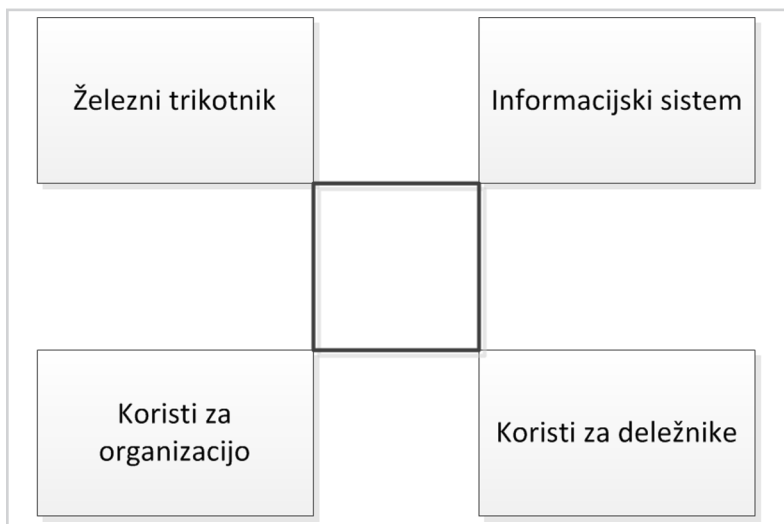 Železni trikotnik
Informacijski sistem
Koristi za
organizacijo
Koristi za deležnike